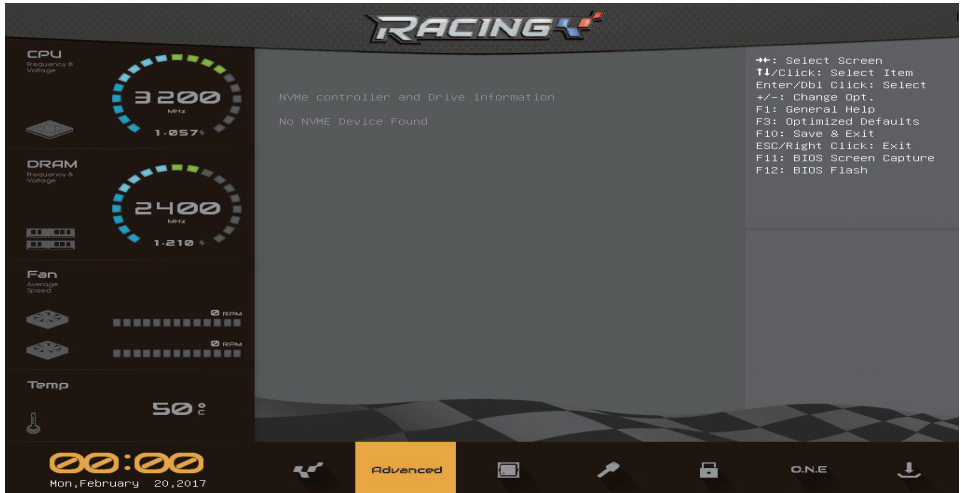 RACING
CPU
Frequency &
Voltage
3200
MHz
1.057
DRAM
Frequency &
Voltage
2400
MHz
1.210
Fan
Average
Speed
0 RPM
0 RPM
Temp
50 °C
00:00
Mon,February 20,2017
NVMe controller and Drive information
No NVME Device Found
→←: Select Screen
↑↓/Click: Select Item
Enter/Dbl Click: Select
+/-: Change Opt.
F1: General Help
F3: Optimized Defaults
F10: Save & Exit
ESC/Right Click: Exit
F11: BIOS Screen Capture
F12: BIOS Flash
Advanced
O.N.E